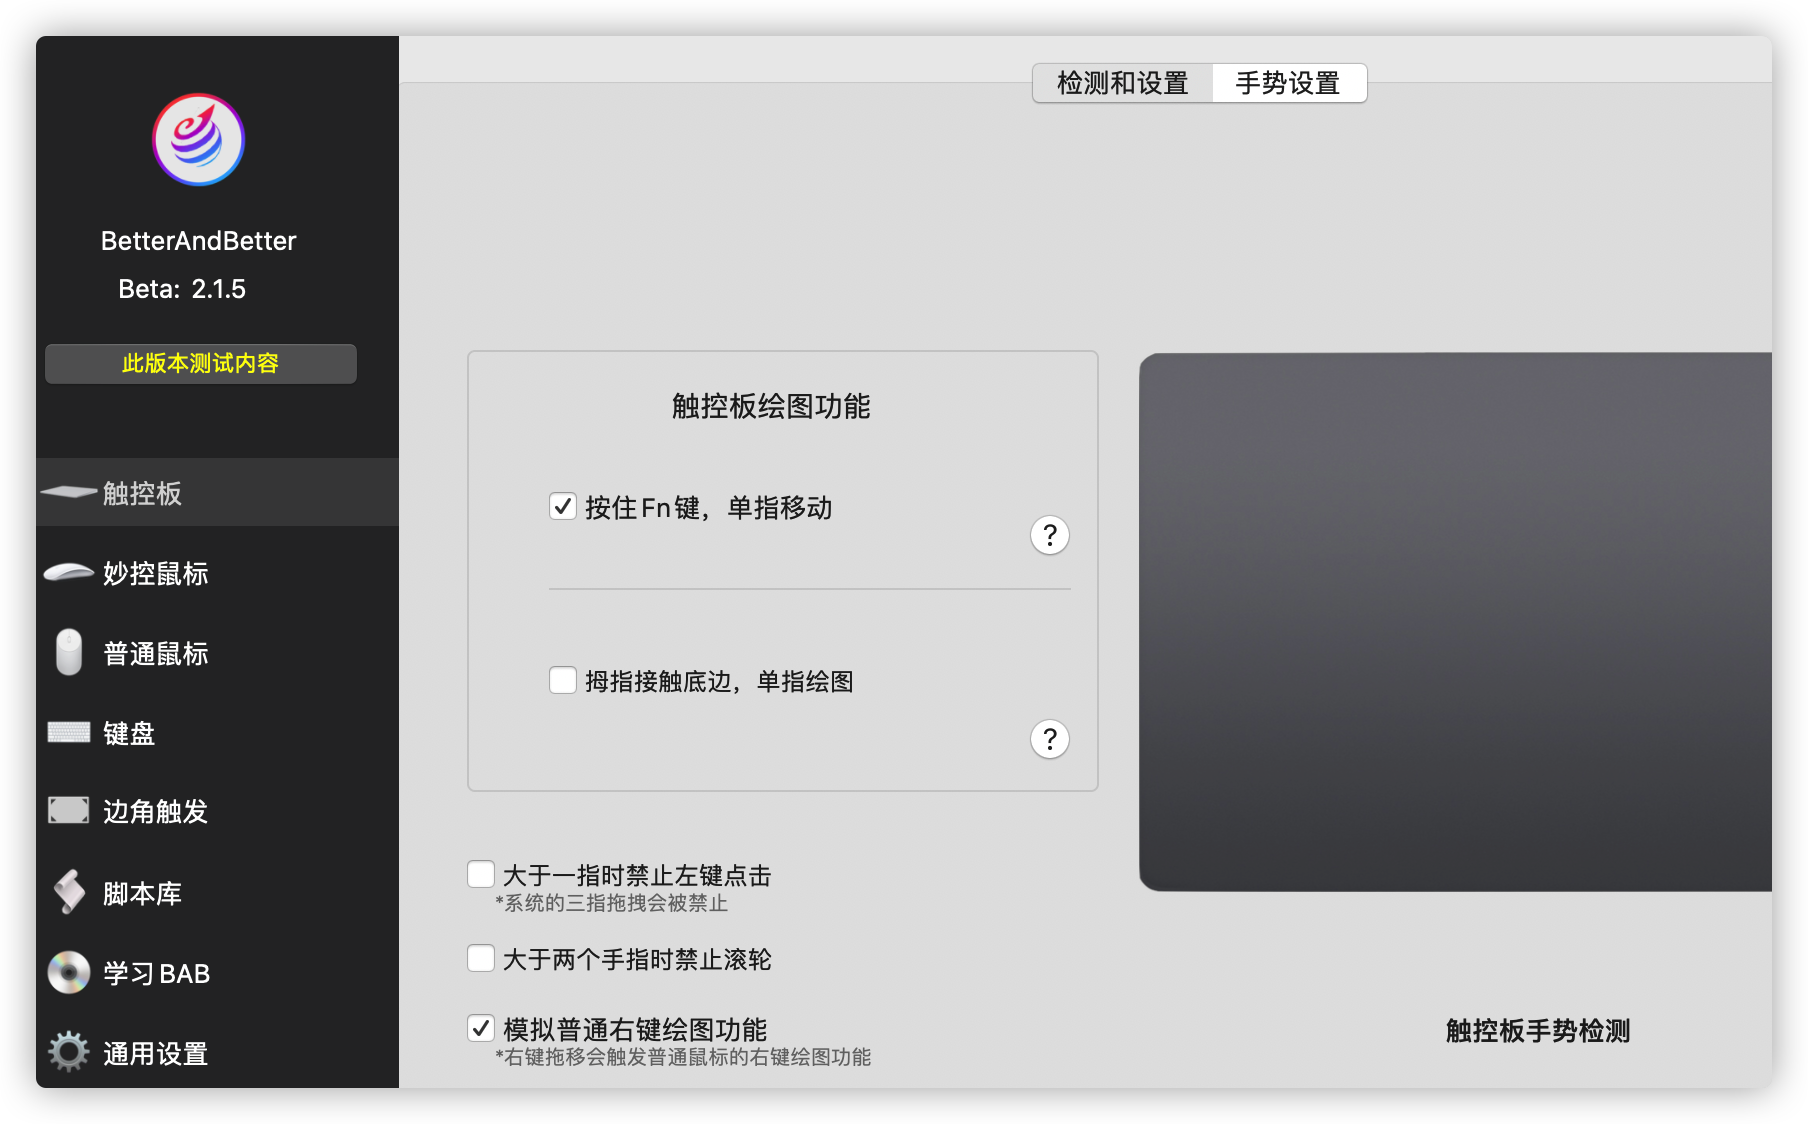 检测和设置 手势设置
BetterAndBetter
Beta: 2.1.5
此版本测试内容
触控板
妙控鼠标
普通鼠标
键盘
边角触发
脚本库
学习BAB
通用设置
触控板绘图功能
按住Fn键，单指移动
?
拇指接触底边，单指绘图
?
大于一指时禁止左键点击
*系统的三指拖拽会被禁止
大于两个手指时禁止滚轮
模拟普通右键绘图功能
*右键拖移会触发普通鼠标的右键绘图功能
触控板手势检测